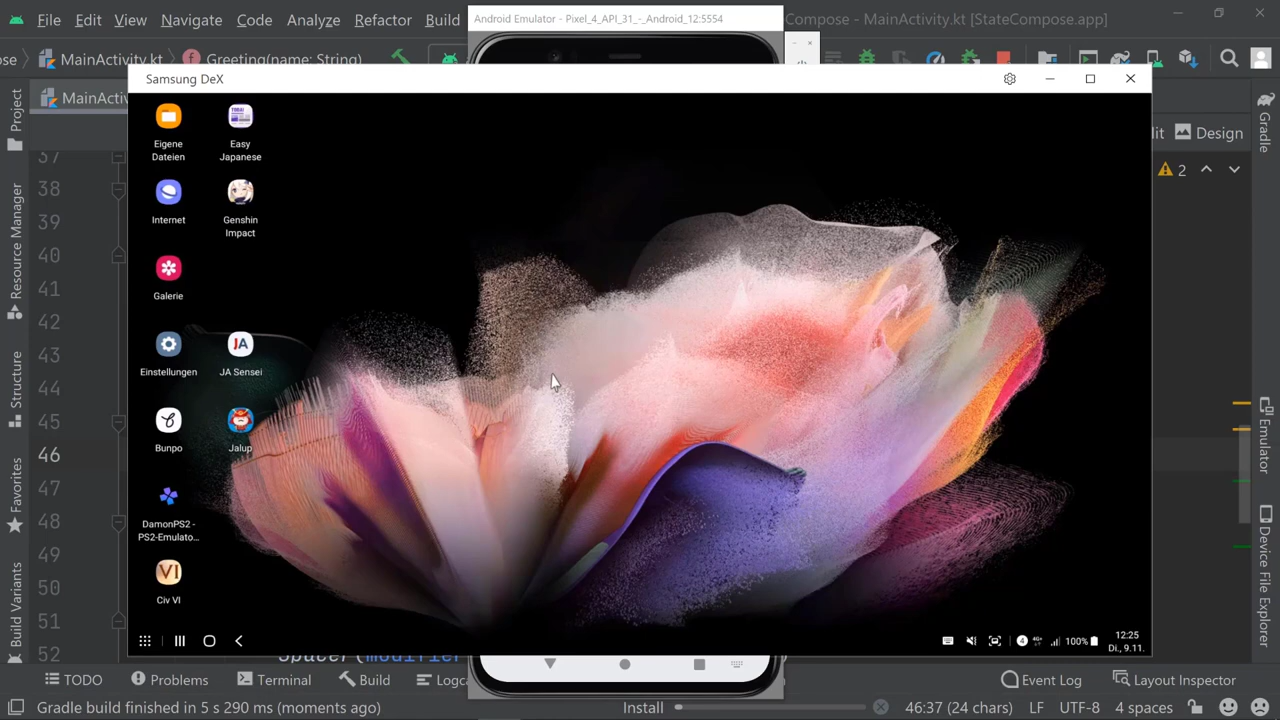 File Edit View Navigate Code Analyze Refactor Build
Android Emulator - Pixel_4_API_31_-_Android_12:5554
Compose - MainActivity.kt [StateCompose.app]
MainActivity.kt
Greeting(name: String)
Samsung DeX
MainActiv
Design
2
Project
Resource Manager
Structure
Favorites
Build Variants
Gradle
Emulator
Device File Explorer
37
38
39
40
41
42
43
44
45
46
47
48
49
50
51
52
Eigene
Dateien
Easy
Japanese
Internet
Genshin
Impact
Galerie
Einstellungen
JA
JA Sensei
Bunpo
Jalup
DamonPS2 -
PS2-Emulato...
VI
Civ VI
4
100%
12:25
Di., 9.11.
Spacer(modifier
TODO
Problems
Terminal
Build
Logca
Event Log
Layout Inspector
Gradle build finished in 5 s 290 ms (moments ago)
Install
46:37 (24 chars)
LF
UTF-8
4 spaces